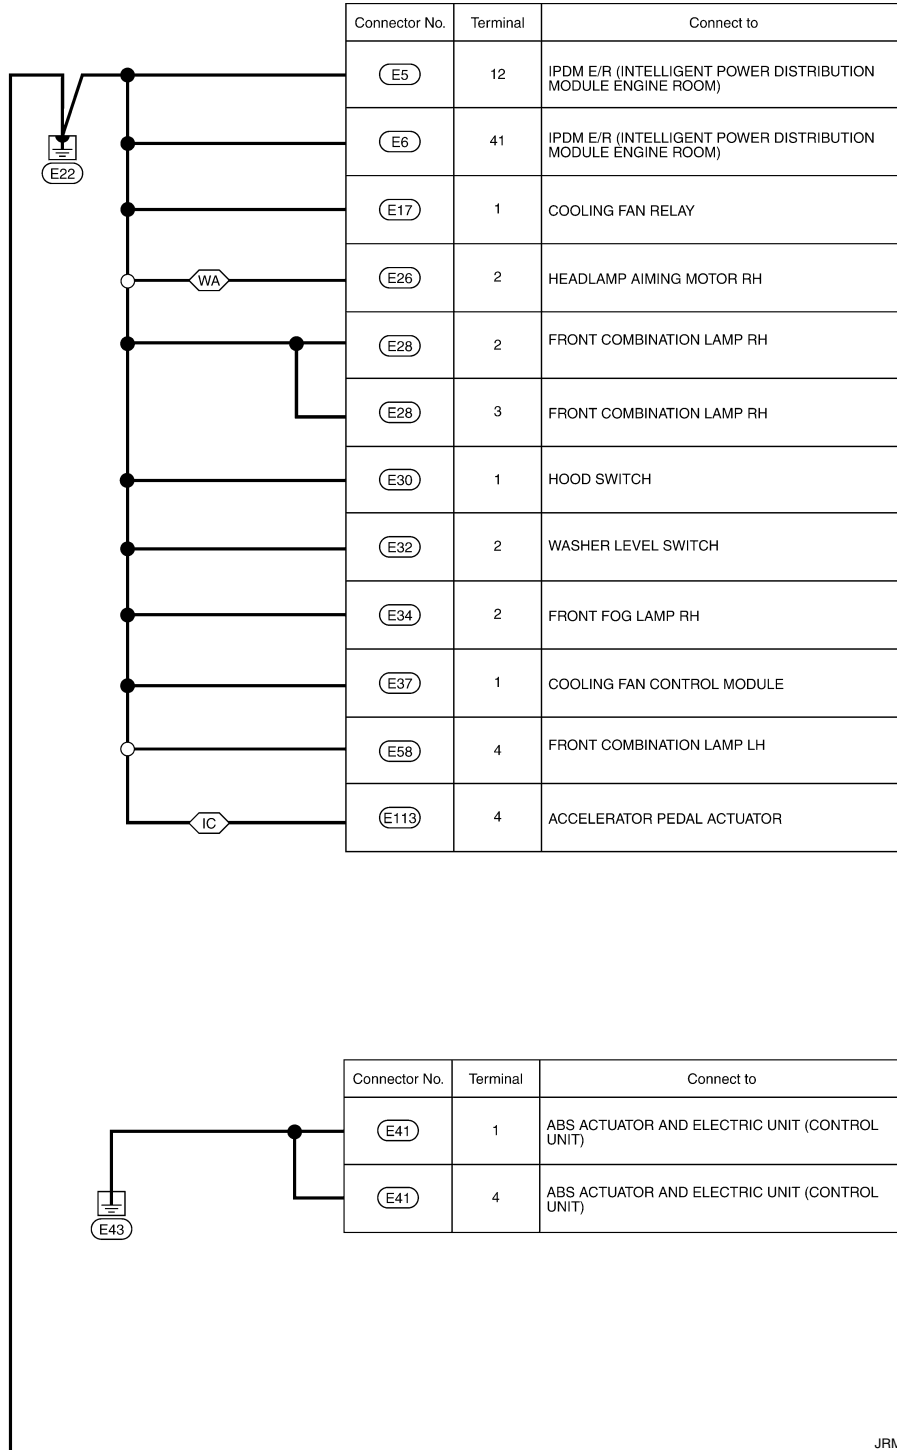 Connector No. Terminal Connect to
E5 12 IPDM E/R (INTELLIGENT POWER DISTRIBUTION
MODULE ENGINE ROOM)
E22
E6 41 IPDM E/R (INTELLIGENT POWER DISTRIBUTION
MODULE ENGINE ROOM)
E17 1 COOLING FAN RELAY
WA E26 2 HEADLAMP AIMING MOTOR RH
E28 2 FRONT COMBINATION LAMP RH
E28 3 FRONT COMBINATION LAMP RH
E30 1 HOOD SWITCH
E32 2 WASHER LEVEL SWITCH
E34 2 FRONT FOG LAMP RH
E37 1 COOLING FAN CONTROL MODULE
E58 4 FRONT COMBINATION LAMP LH
IC E113 4 ACCELERATOR PEDAL ACTUATOR
Connector No. Terminal Connect to
E41 1 ABS ACTUATOR AND ELECTRIC UNIT (CONTROL
UNIT)
E41 4 ABS ACTUATOR AND ELECTRIC UNIT (CONTROL
UNIT)
E43
JRM